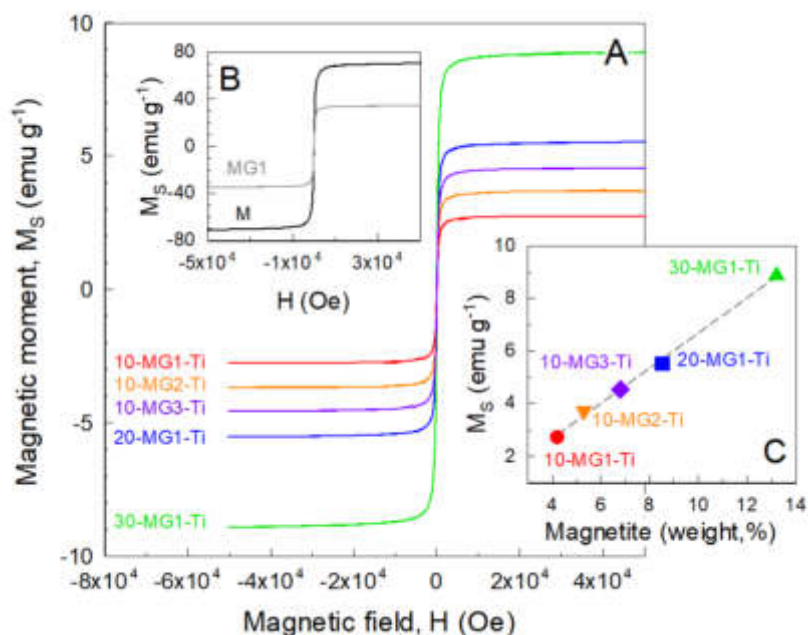 Magnetic moment, M_S (emu g⁻¹)
10
5
0
-5
-10
A
10-MG1-Ti
10-MG2-Ti
10-MG3-Ti
20-MG1-Ti
30-MG1-Ti
-8x10⁴
-6x10⁴
-4x10⁴
-2x10⁴
0
2x10⁴
4x10⁴
Magnetic field, H (Oe)
B
M_S (emu g⁻¹)
80
40
0
-40
-80
MG1
M
-5x10⁴
-1x10⁴
3x10⁴
H (Oe)
M_S (emu g⁻¹)
10
8
6
4
2
30-MG1-Ti
10-MG3-Ti
20-MG1-Ti
10-MG2-Ti
10-MG1-Ti
C
4
6
8
10
12
14
Magnetite (weight,%)